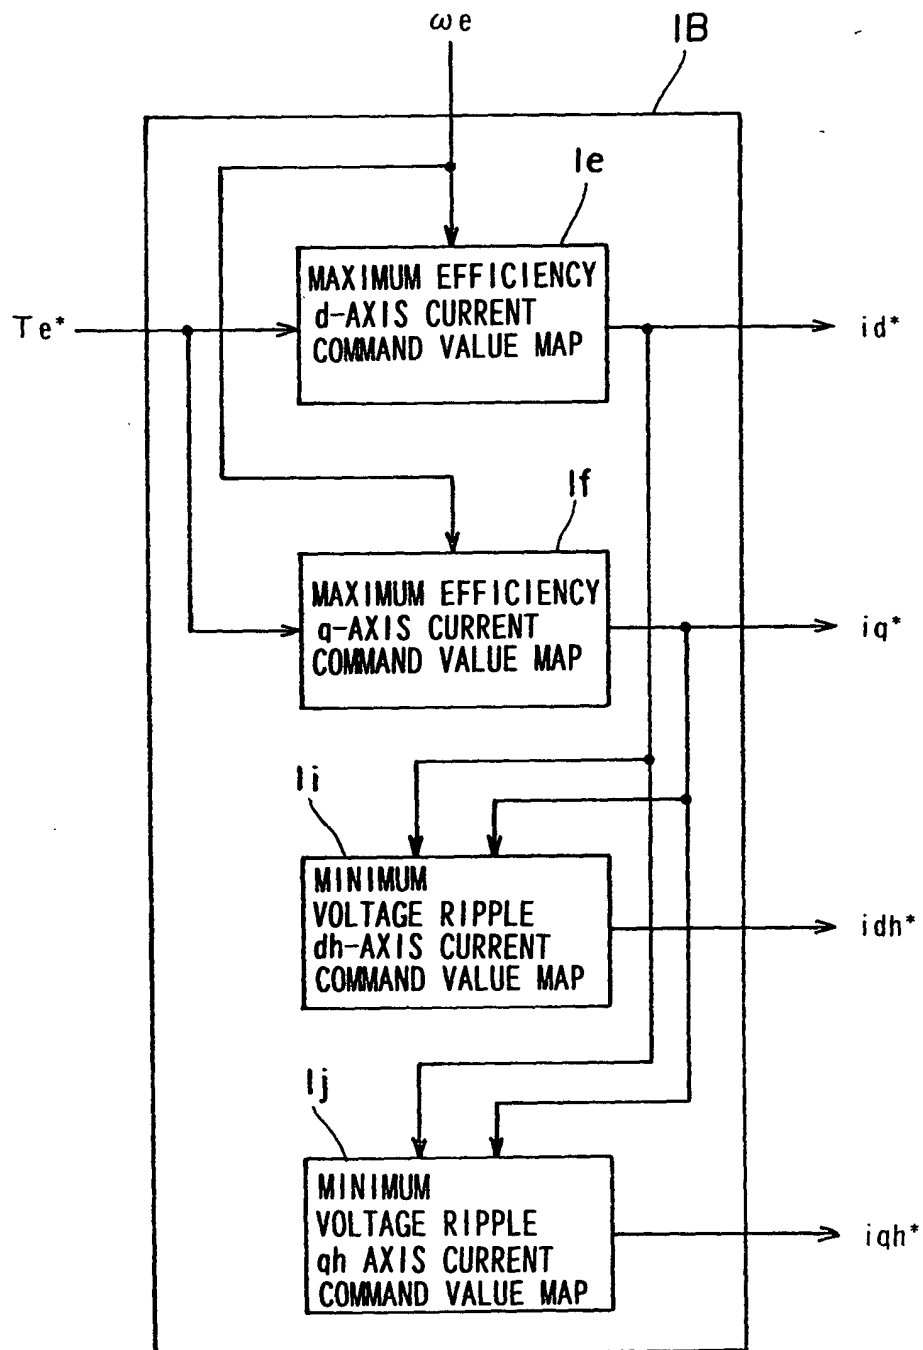 ωe
1B
1e
MAXIMUM EFFICIENCY
d-AXIS CURRENT
COMMAND VALUE MAP
Te*
id*
1f
MAXIMUM EFFICIENCY
q-AXIS CURRENT
COMMAND VALUE MAP
iq*
1i
MINIMUM
VOLTAGE RIPPLE
dh-AXIS CURRENT
COMMAND VALUE MAP
idh*
1j
MINIMUM
VOLTAGE RIPPLE
qh AXIS CURRENT
COMMAND VALUE MAP
iqh*